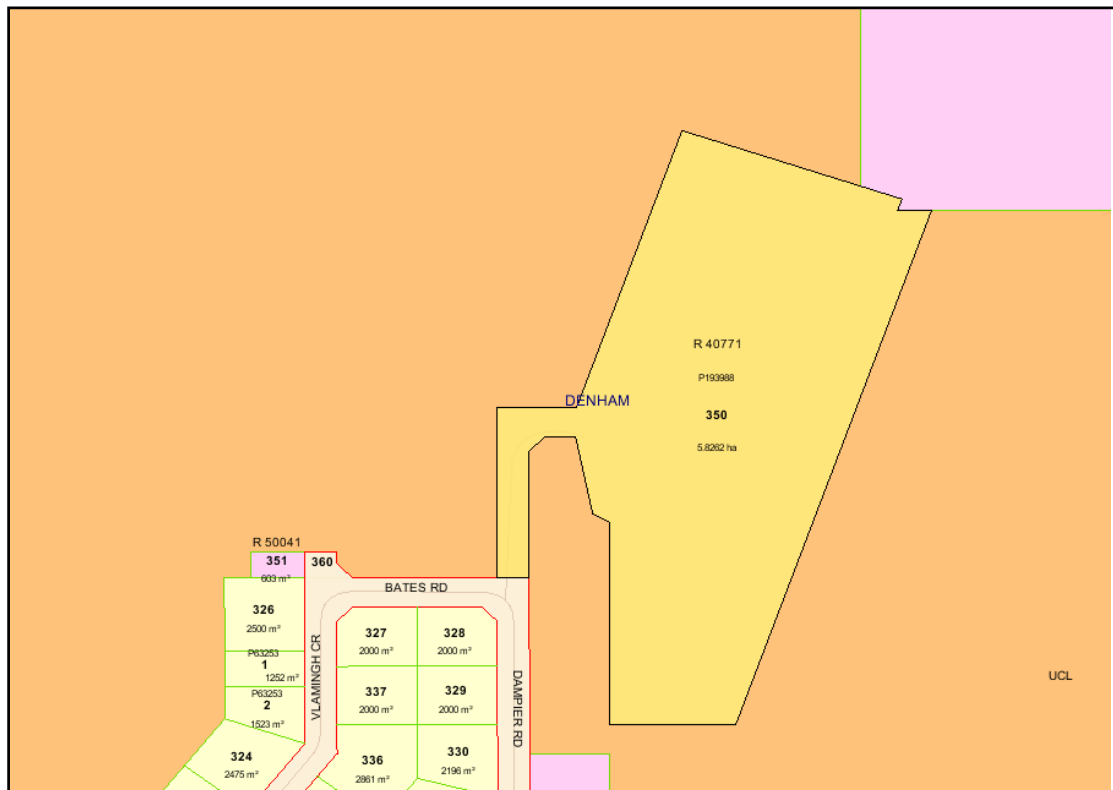 R 40771
P193988
DENHAM
350
5.8262 ha
R 50041
351
360
603 m²
BATES RD
326
2500 m²
327
2000 m²
328
2000 m²
P63253
1
1252 m²
VLAMINGH CR
DAMPIER RD
UCL
337
2000 m²
329
2000 m²
P63253
2
1523 m²
324
2475 m²
336
2861 m²
330
2196 m²